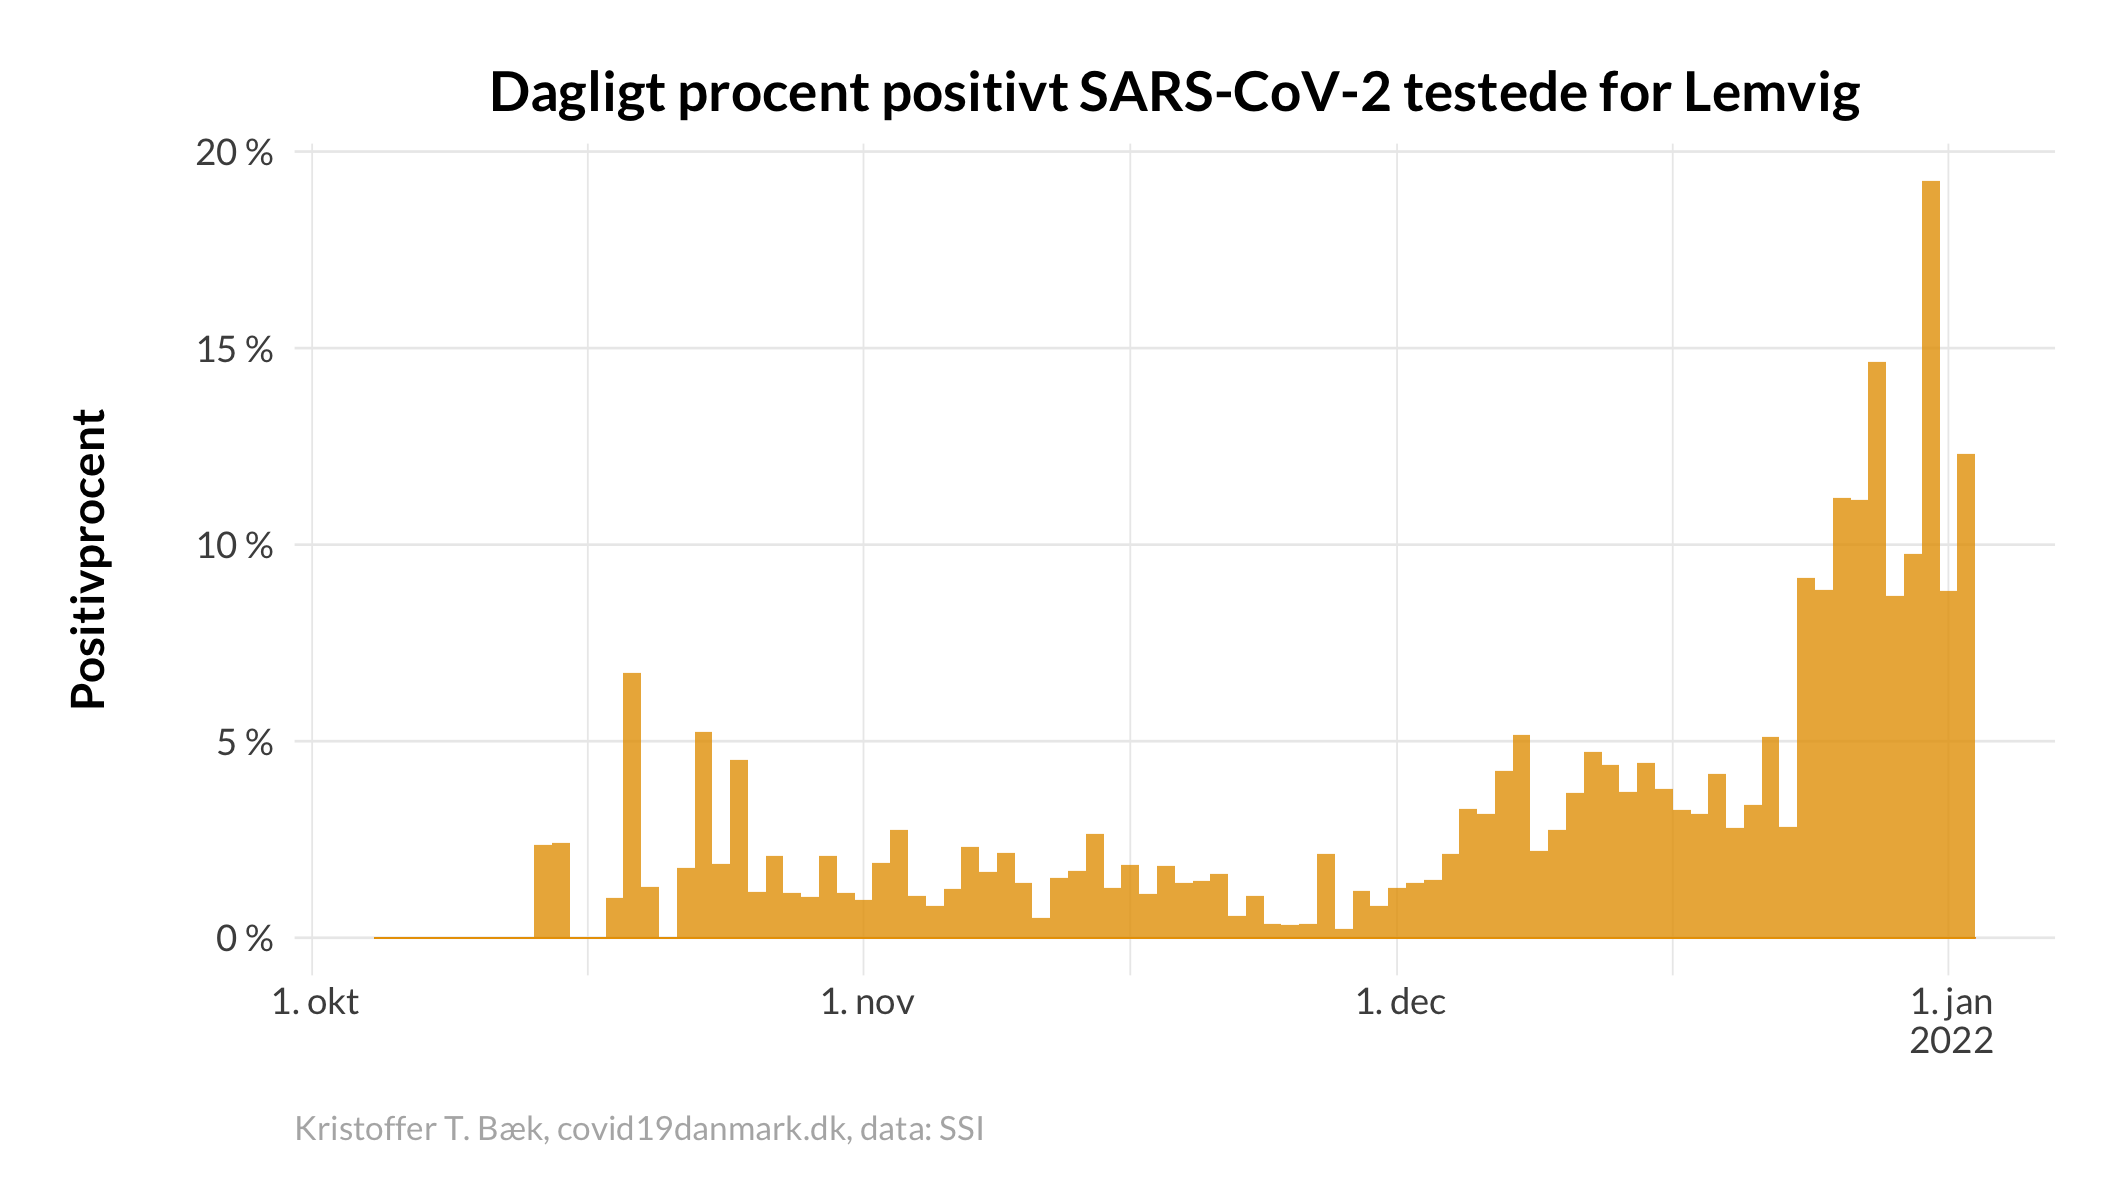 Dagligt procent positivt SARS-CoV-2 testede for Lemvig
Positivprocent
20 %
15 %
10 %
5 %
0 %
1. okt
1. nov
1. dec
1. jan
2022
Kristoffer T. Bæk, covid19danmark.dk, data: SSI